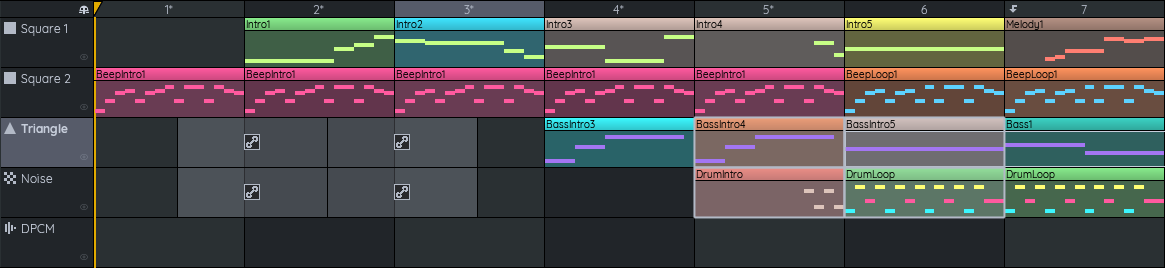 1* 2* 3* 4* 5* 6 7
Square 1 Intro1 Intro2 Intro3 Intro4 Intro5 Melody1
Square 2 BeepIntro1 BeepIntro1 BeepIntro1 BeepIntro1 BeepIntro1 BeepLoop1 BeepLoop1
Triangle BassIntro3 BassIntro4 BassIntro5 Bass1
Noise DrumIntro DrumLoop DrumLoop
DPCM